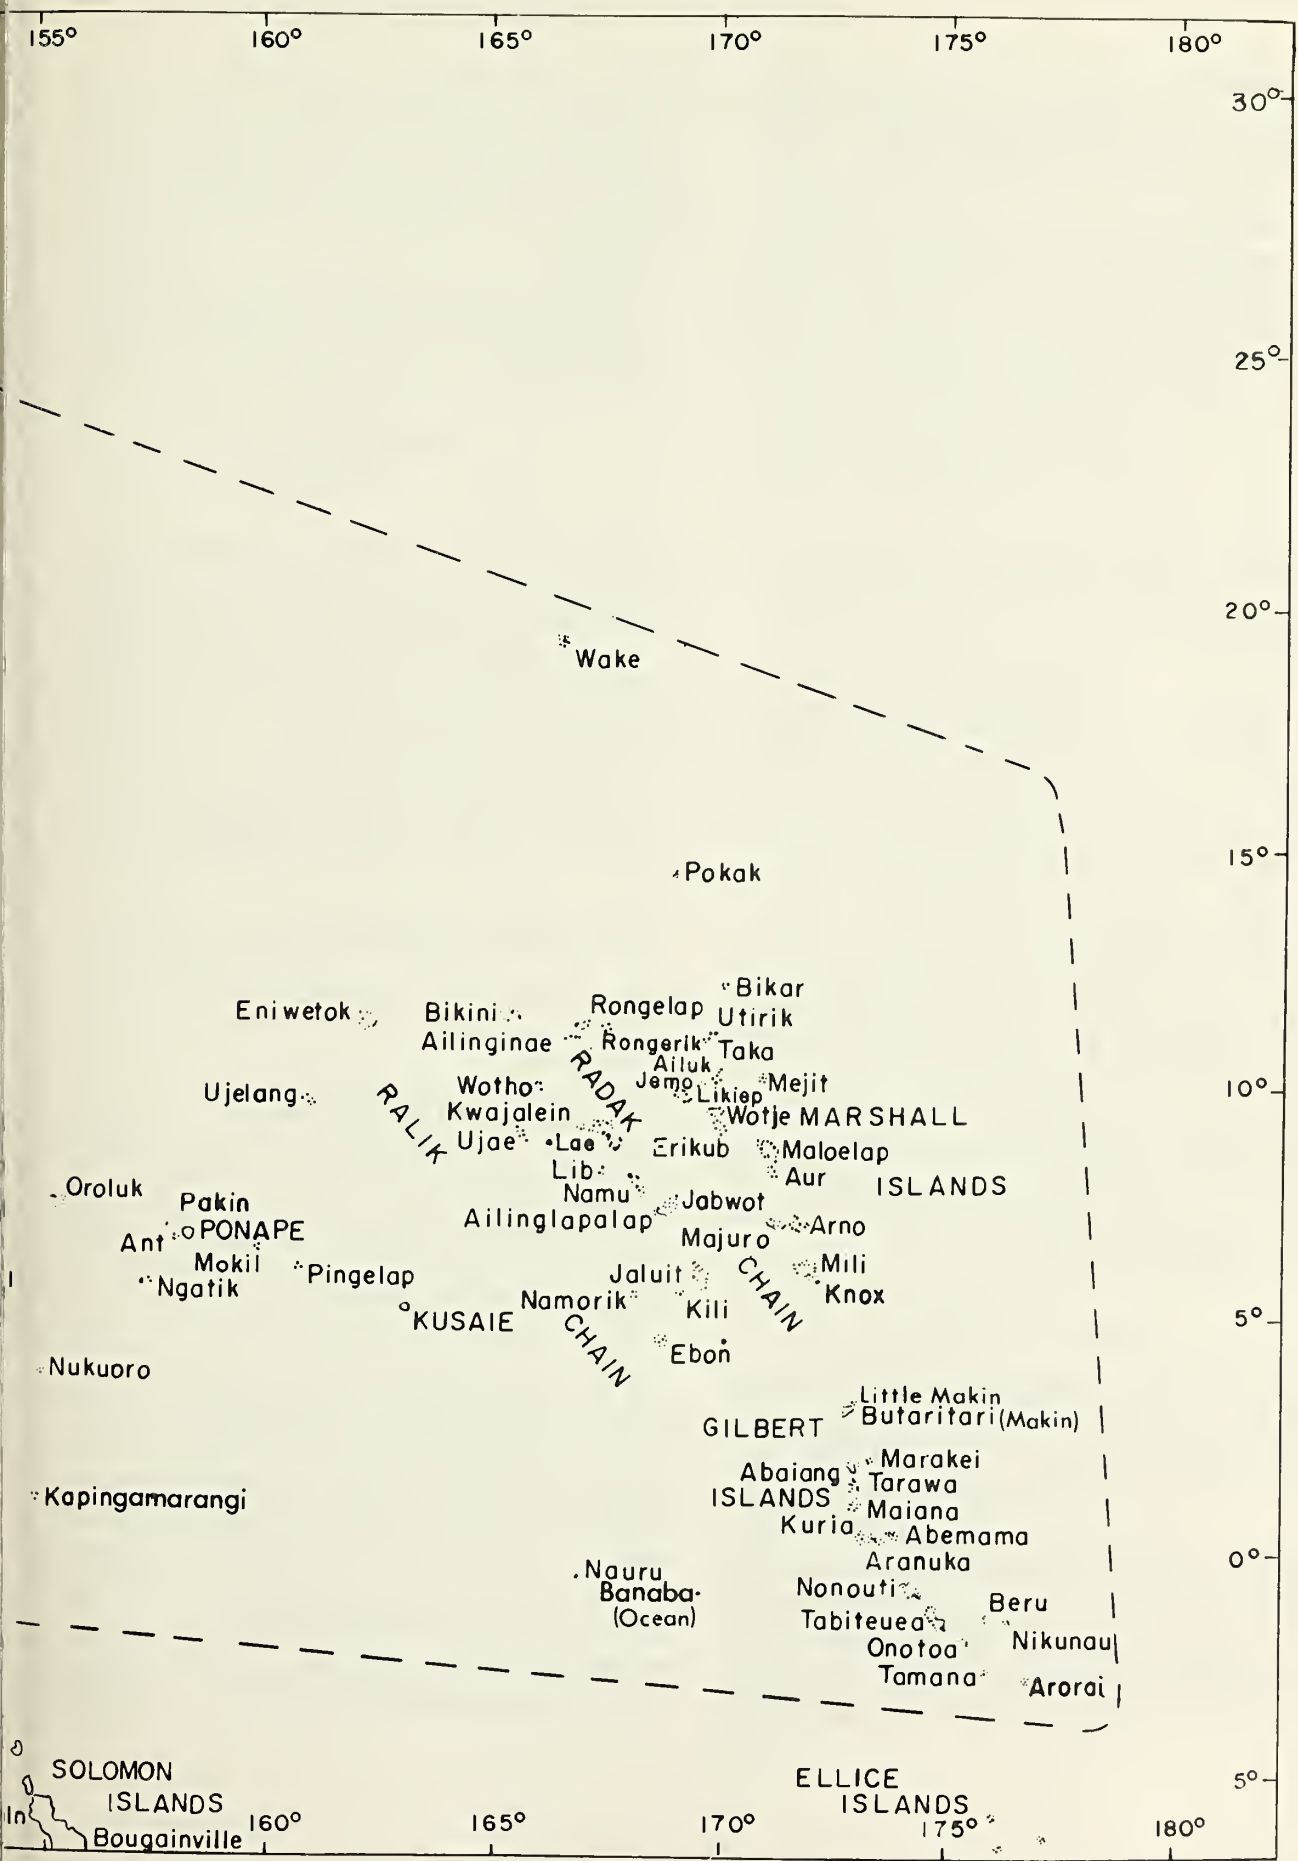 155° 160° 165° 170° 175° 180°
30°
25°
20°
Wake
15°
Pokak
Bikar
Eniwetok Bikini Rongelap Utirik
Ailinginae Rongerik Taka
Ailuk
Jemo Mejit
Ujelang Wotho Likiep 10°
RALIK RADAK
Kwajalein Wotje MARSHALL
Ujae Lae Erikub Maloelap
Lib Aur ISLANDS
Oroluk Namu Jabwot
Pakin
PONAPE Ailinglapalap Arno
Ant Majuro
Mokil Mili
Pingelap Jaluit CHAIN
Ngatik Knox
Namorik Kili
KUSAIE 5°
CHAIN
Ebon
Nukuoro
Little Makin
Butaritari (Makin)
GILBERT
Marakei
Abaiang Tarawa
Kapingamarangi ISLANDS
Maiana
Kuria Abemama
Aranuka 0°
Nauru
Banaba Nonouti
(Ocean) Beru
Tabiteuea
Onotoa Nikunau
Tamana Arorai
SOLOMON ELLICE 5°
ISLANDS ISLANDS
160° 165° 170° 175° 180°
Bougainville